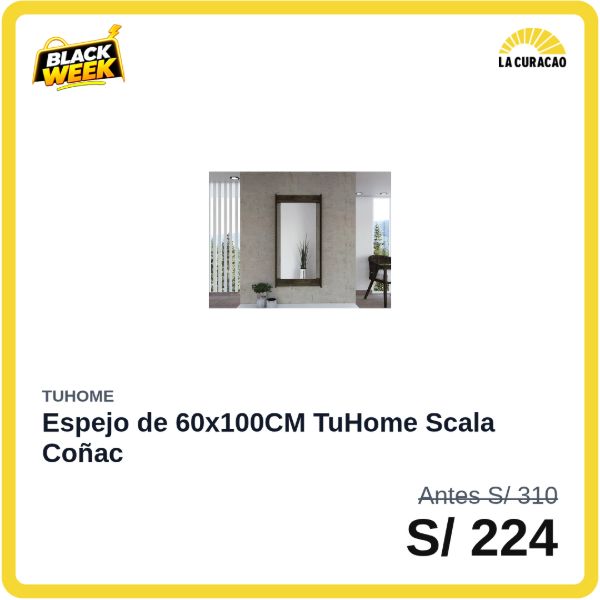 BLACK
WEEK
LA CURACAO
TUHOME
Espejo de 60x100CM TuHome Scala
Coñac
Antes S/ 310
S/ 224